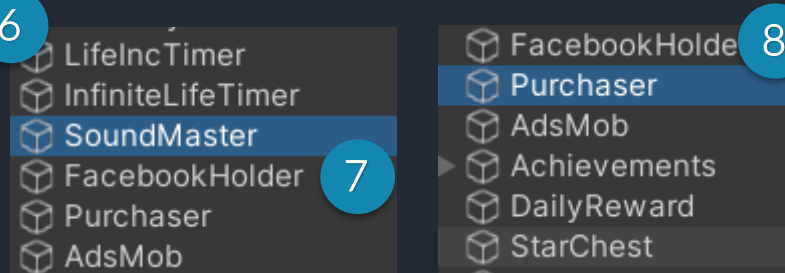 6
LifeIncTimer
InfiniteLifeTimer
SoundMaster
FacebookHolder
7
Purchaser
AdsMob
FacebookHolde
8
Purchaser
AdsMob
Achievements
DailyReward
StarChest